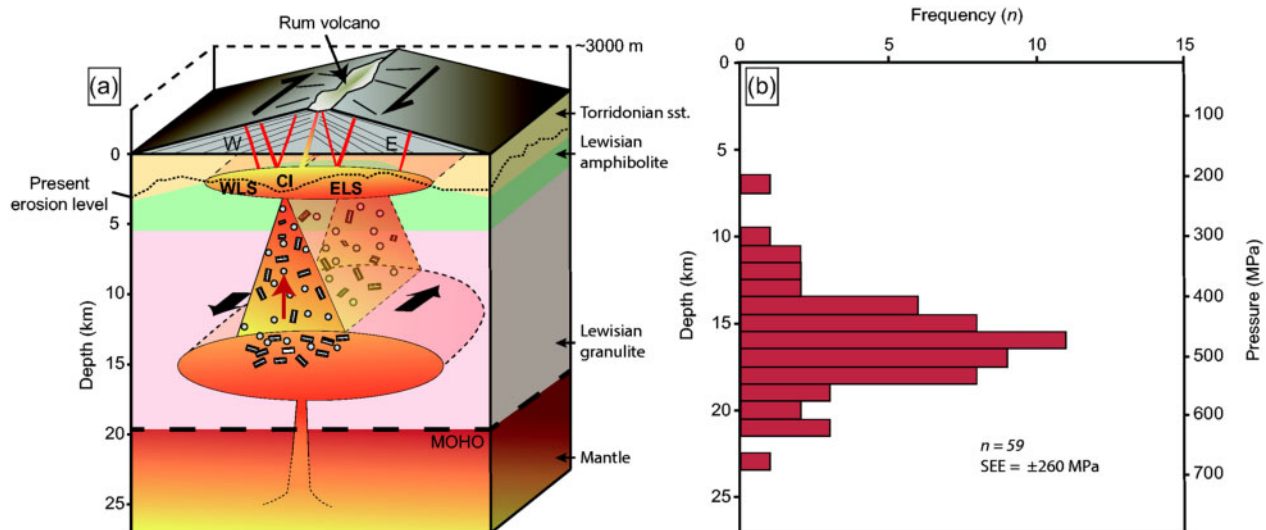 Rum volcano
~3000 m
(a)
Torridonian sst.
Lewisian
amphibolite
W
E
WLS
CI
ELS
Present
erosion level
Lewisian
granulite
MOHO
Mantle
Depth (km)
0
5
10
15
20
25
Frequency (n)
0
5
10
15
(b)
Depth (km)
0
5
10
15
20
25
Pressure (MPa)
100
200
300
400
500
600
700
n = 59
SEE = ±260 MPa